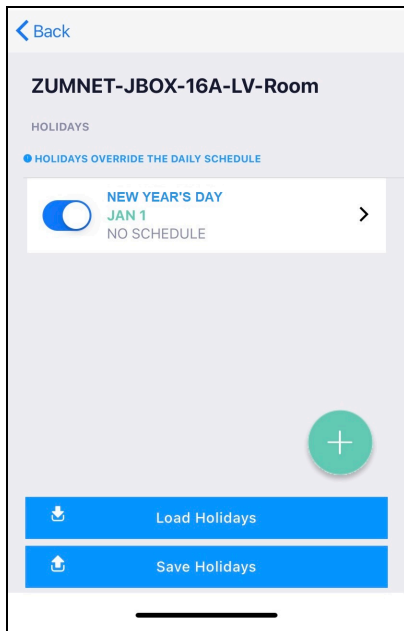 Back
ZUMNET-JBOX-16A-LV-Room
HOLIDAYS
HOLIDAYS OVERRIDE THE DAILY SCHEDULE
NEW YEAR'S DAY
JAN 1
NO SCHEDULE
Load Holidays
Save Holidays